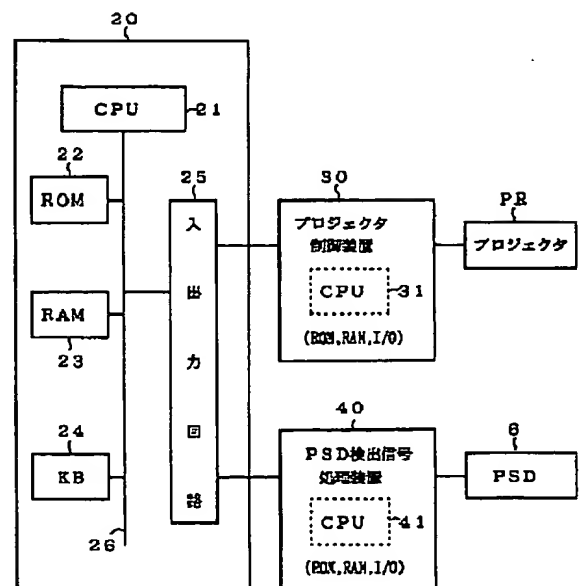 20
CPU
21
22
ROM
RAM
23
24
KB
26
25
入出力回路
30
プロジェクタ
制御装置
CPU
31
(ROM,RAM,I/O)
PR
プロジェクタ
40
PSD検出信号
処理装置
CPU
41
(ROM,RAM,I/O)
6
PSD